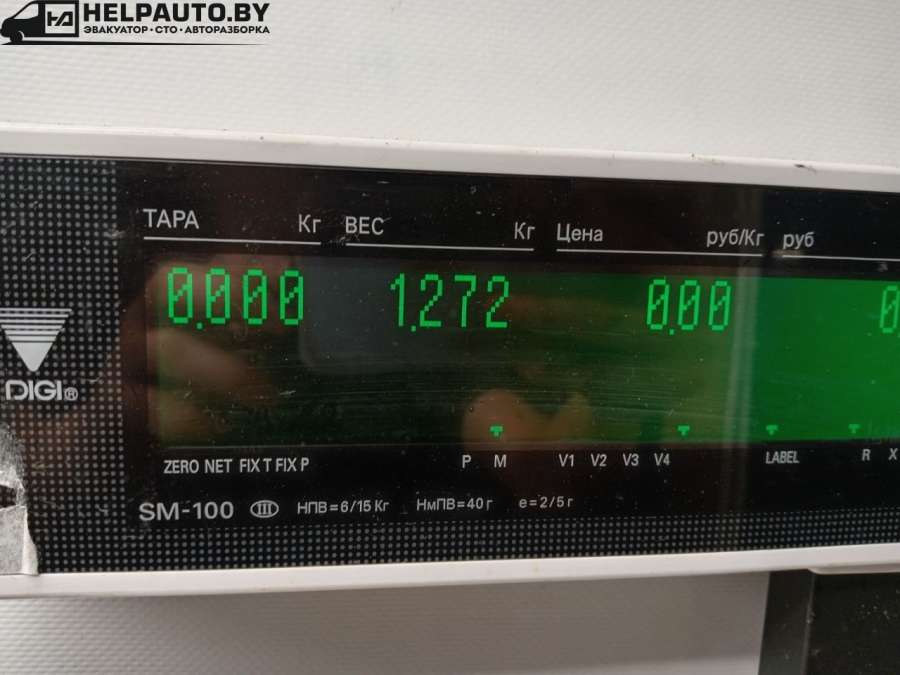 HELPAUTO.BY
ЭВАКУАТОР • СТО • АВТОРАЗБОРКА
ТАРА Кг ВЕС Кг Цена руб/Кг руб
0.000 1.272 0.00 0
DIGI®
ZERO NET FIX T FIX P P M V1 V2 V3 V4 LABEL R X
SM-100 III НПВ=6/15 Кг НмПВ=40 г e=2/5 г